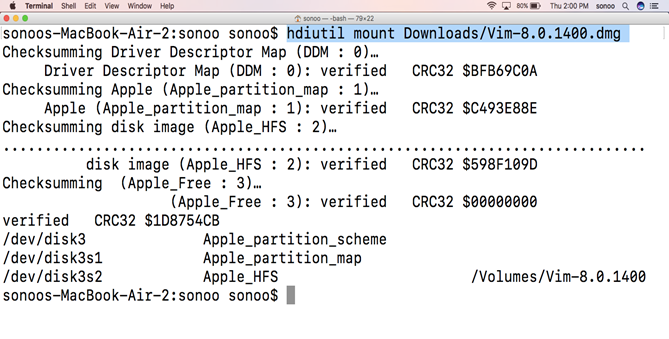 Terminal Shell Edit View Window Help 80% Thu 2:00 PM sonoo
sonoo — -bash — 79×22
sonoos-MacBook-Air-2:sonoo sonoo$ hdiutil mount Downloads/Vim-8.0.1400.dmg
Checksumming Driver Descriptor Map (DDM : 0)…
Driver Descriptor Map (DDM : 0): verified CRC32 $BFB69C0A
Checksumming Apple (Apple_partition_map : 1)…
Apple (Apple_partition_map : 1): verified CRC32 $C493E88E
Checksumming disk image (Apple_HFS : 2)…
...............................................................................
disk image (Apple_HFS : 2): verified CRC32 $598F109D
Checksumming (Apple_Free : 3)…
(Apple_Free : 3): verified CRC32 $00000000
verified CRC32 $1D8754CB
/dev/disk3 Apple_partition_scheme
/dev/disk3s1 Apple_partition_map
/dev/disk3s2 Apple_HFS /Volumes/Vim-8.0.1400
sonoos-MacBook-Air-2:sonoo sonoo$